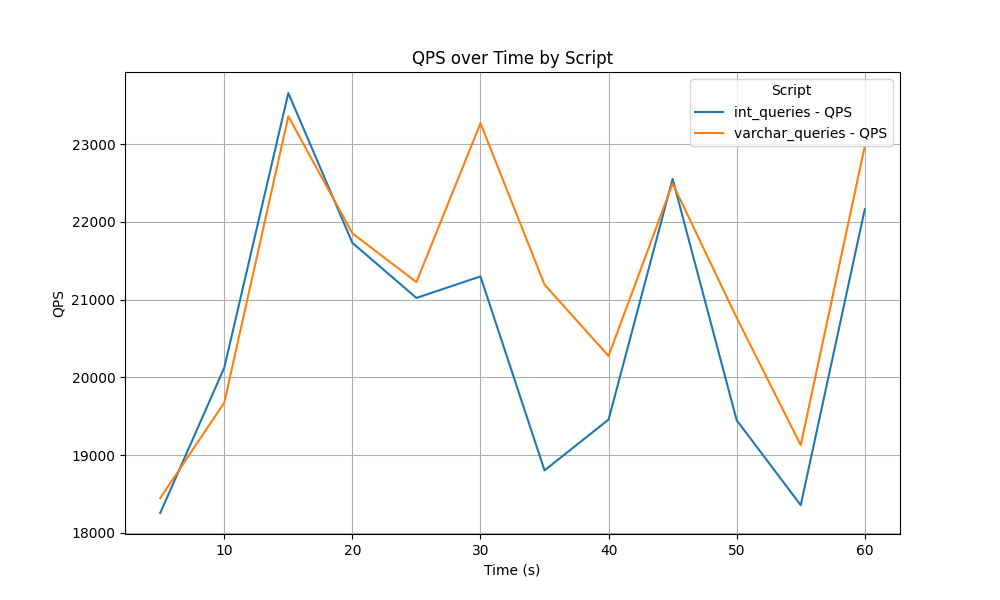 QPS over Time by Script
Script
int_queries - QPS
varchar_queries - QPS
QPS
23000
22000
21000
20000
19000
18000
10 20 30 40 50 60
Time (s)